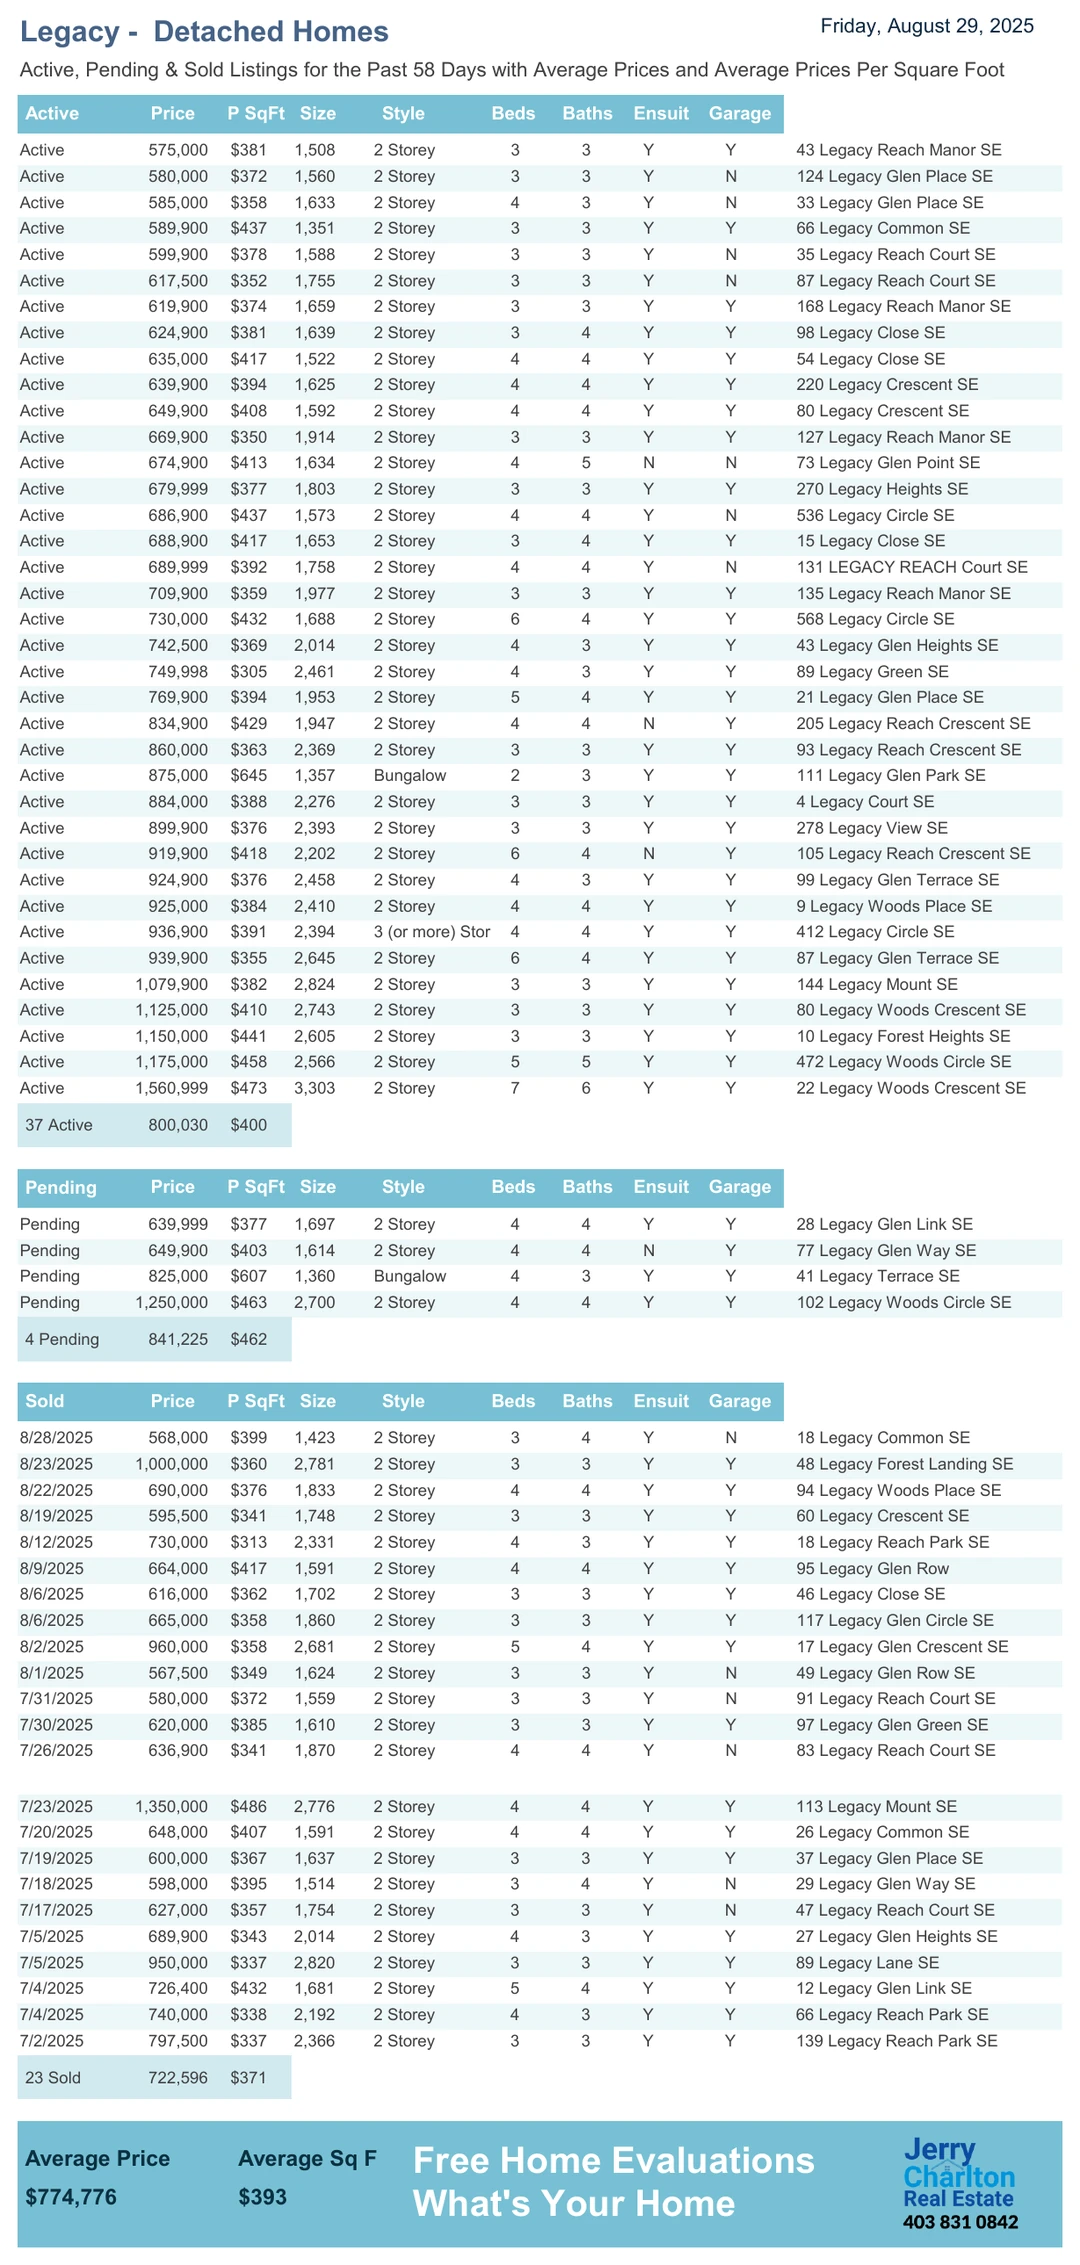 Legacy -  Detached Homes
Friday, August 29, 2025
Active, Pending & Sold Listings for the Past 58 Days with Average Prices and Average Prices Per Square Foot
Active Price P SqFt Size Style Beds Baths Ensuit Garage
Active 575,000 $381 1,508 2 Storey 3 3 Y Y 43 Legacy Reach Manor SE
Active 580,000 $372 1,560 2 Storey 3 3 Y N 124 Legacy Glen Place SE
Active 585,000 $358 1,633 2 Storey 4 3 Y N 33 Legacy Glen Place SE
Active 589,900 $437 1,351 2 Storey 3 3 Y Y 66 Legacy Common SE
Active 599,900 $378 1,588 2 Storey 3 3 Y N 35 Legacy Reach Court SE
Active 617,500 $352 1,755 2 Storey 3 3 Y N 87 Legacy Reach Court SE
Active 619,900 $374 1,659 2 Storey 3 3 Y Y 168 Legacy Reach Manor SE
Active 624,900 $381 1,639 2 Storey 3 4 Y Y 98 Legacy Close SE
Active 635,000 $417 1,522 2 Storey 4 4 Y Y 54 Legacy Close SE
Active 639,900 $394 1,625 2 Storey 4 4 Y Y 220 Legacy Crescent SE
Active 649,900 $408 1,592 2 Storey 4 4 Y Y 80 Legacy Crescent SE
Active 669,900 $350 1,914 2 Storey 3 3 Y Y 127 Legacy Reach Manor SE
Active 674,900 $413 1,634 2 Storey 4 5 N N 73 Legacy Glen Point SE
Active 679,999 $377 1,803 2 Storey 3 3 Y Y 270 Legacy Heights SE
Active 686,900 $437 1,573 2 Storey 4 4 Y N 536 Legacy Circle SE
Active 688,900 $417 1,653 2 Storey 3 4 Y Y 15 Legacy Close SE
Active 689,999 $392 1,758 2 Storey 4 4 Y N 131 LEGACY REACH Court SE
Active 709,900 $359 1,977 2 Storey 3 3 Y Y 135 Legacy Reach Manor SE
Active 730,000 $432 1,688 2 Storey 6 4 Y Y 568 Legacy Circle SE
Active 742,500 $369 2,014 2 Storey 4 3 Y Y 43 Legacy Glen Heights SE
Active 749,998 $305 2,461 2 Storey 4 3 Y Y 89 Legacy Green SE
Active 769,900 $394 1,953 2 Storey 5 4 Y Y 21 Legacy Glen Place SE
Active 834,900 $429 1,947 2 Storey 4 4 N Y 205 Legacy Reach Crescent SE
Active 860,000 $363 2,369 2 Storey 3 3 Y Y 93 Legacy Reach Crescent SE
Active 875,000 $645 1,357 Bungalow 2 3 Y Y 111 Legacy Glen Park SE
Active 884,000 $388 2,276 2 Storey 3 3 Y Y 4 Legacy Court SE
Active 899,900 $376 2,393 2 Storey 3 3 Y Y 278 Legacy View SE
Active 919,900 $418 2,202 2 Storey 6 4 N Y 105 Legacy Reach Crescent SE
Active 924,900 $376 2,458 2 Storey 4 3 Y Y 99 Legacy Glen Terrace SE
Active 925,000 $384 2,410 2 Storey 4 4 Y Y 9 Legacy Woods Place SE
Active 936,900 $391 2,394 3 (or more) Stor 4 4 Y Y 412 Legacy Circle SE
Active 939,900 $355 2,645 2 Storey 6 4 Y Y 87 Legacy Glen Terrace SE
Active 1,079,900 $382 2,824 2 Storey 3 3 Y Y 144 Legacy Mount SE
Active 1,125,000 $410 2,743 2 Storey 3 3 Y Y 80 Legacy Woods Crescent SE
Active 1,150,000 $441 2,605 2 Storey 3 3 Y Y 10 Legacy Forest Heights SE
Active 1,175,000 $458 2,566 2 Storey 5 5 Y Y 472 Legacy Woods Circle SE
Active 1,560,999 $473 3,303 2 Storey 7 6 Y Y 22 Legacy Woods Crescent SE
37 Active 800,030 $400
Pending Price P SqFt Size Style Beds Baths Ensuit Garage
Pending 639,999 $377 1,697 2 Storey 4 4 Y Y 28 Legacy Glen Link SE
Pending 649,900 $403 1,614 2 Storey 4 4 N Y 77 Legacy Glen Way SE
Pending 825,000 $607 1,360 Bungalow 4 3 Y Y 41 Legacy Terrace SE
Pending 1,250,000 $463 2,700 2 Storey 4 4 Y Y 102 Legacy Woods Circle SE
4 Pending 841,225 $462
Sold Price P SqFt Size Style Beds Baths Ensuit Garage
8/28/2025 568,000 $399 1,423 2 Storey 3 4 Y N 18 Legacy Common SE
8/23/2025 1,000,000 $360 2,781 2 Storey 3 3 Y Y 48 Legacy Forest Landing SE
8/22/2025 690,000 $376 1,833 2 Storey 4 4 Y Y 94 Legacy Woods Place SE
8/19/2025 595,500 $341 1,748 2 Storey 3 3 Y Y 60 Legacy Crescent SE
8/12/2025 730,000 $313 2,331 2 Storey 4 3 Y Y 18 Legacy Reach Park SE
8/9/2025 664,000 $417 1,591 2 Storey 4 4 Y Y 95 Legacy Glen Row
8/6/2025 616,000 $362 1,702 2 Storey 3 3 Y Y 46 Legacy Close SE
8/6/2025 665,000 $358 1,860 2 Storey 3 3 Y Y 117 Legacy Glen Circle SE
8/2/2025 960,000 $358 2,681 2 Storey 5 4 Y Y 17 Legacy Glen Crescent SE
8/1/2025 567,500 $349 1,624 2 Storey 3 3 Y N 49 Legacy Glen Row SE
7/31/2025 580,000 $372 1,559 2 Storey 3 3 Y N 91 Legacy Reach Court SE
7/30/2025 620,000 $385 1,610 2 Storey 3 3 Y Y 97 Legacy Glen Green SE
7/26/2025 636,900 $341 1,870 2 Storey 4 4 Y N 83 Legacy Reach Court SE
7/23/2025 1,350,000 $486 2,776 2 Storey 4 4 Y Y 113 Legacy Mount SE
7/20/2025 648,000 $407 1,591 2 Storey 4 4 Y Y 26 Legacy Common SE
7/19/2025 600,000 $367 1,637 2 Storey 3 3 Y Y 37 Legacy Glen Place SE
7/18/2025 598,000 $395 1,514 2 Storey 3 4 Y N 29 Legacy Glen Way SE
7/17/2025 627,000 $357 1,754 2 Storey 3 3 Y N 47 Legacy Reach Court SE
7/5/2025 689,900 $343 2,014 2 Storey 4 3 Y Y 27 Legacy Glen Heights SE
7/5/2025 950,000 $337 2,820 2 Storey 3 3 Y Y 89 Legacy Lane SE
7/4/2025 726,400 $432 1,681 2 Storey 5 4 Y Y 12 Legacy Glen Link SE
7/4/2025 740,000 $338 2,192 2 Storey 4 3 Y Y 66 Legacy Reach Park SE
7/2/2025 797,500 $337 2,366 2 Storey 3 3 Y Y 139 Legacy Reach Park SE
23 Sold 722,596 $371
Average Price Average Sq F
$774,776 $393
Free Home Evaluations
What's Your Home
Jerry
Charlton
Real Estate
403 831 0842